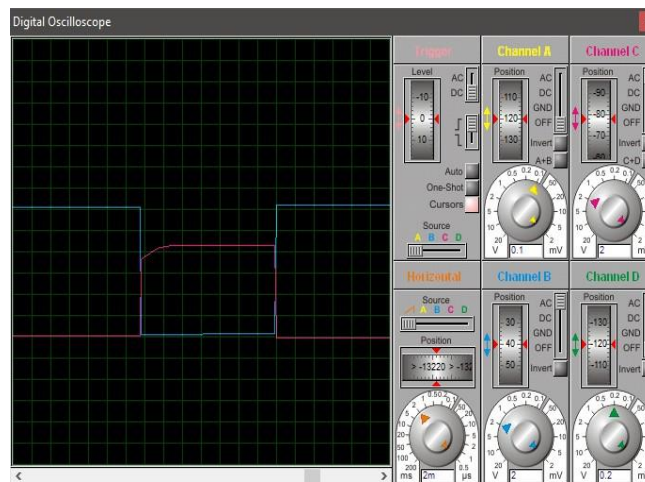 Digital Oscilloscope
Trigger
Level
AC
DC
-10
0
10
Auto
One-Shot
Cursors
Source
A B C D
Channel A
Position
AC
DC
GND
OFF
-110
-120
-130
Invert
A+B
V
0.1
mV
Channel C
Position
AC
DC
GND
OFF
-90
-80
-70
-60
Invert
C+D
V
2
mV
Horizontal
Source
A B C D
Position
> -13220 > -132
ms
2m
µs
Channel B
Position
AC
DC
GND
OFF
30
40
50
Invert
V
2
mV
Channel D
Position
AC
DC
GND
OFF
-130
-120
-110
Invert
V
0.2
mV